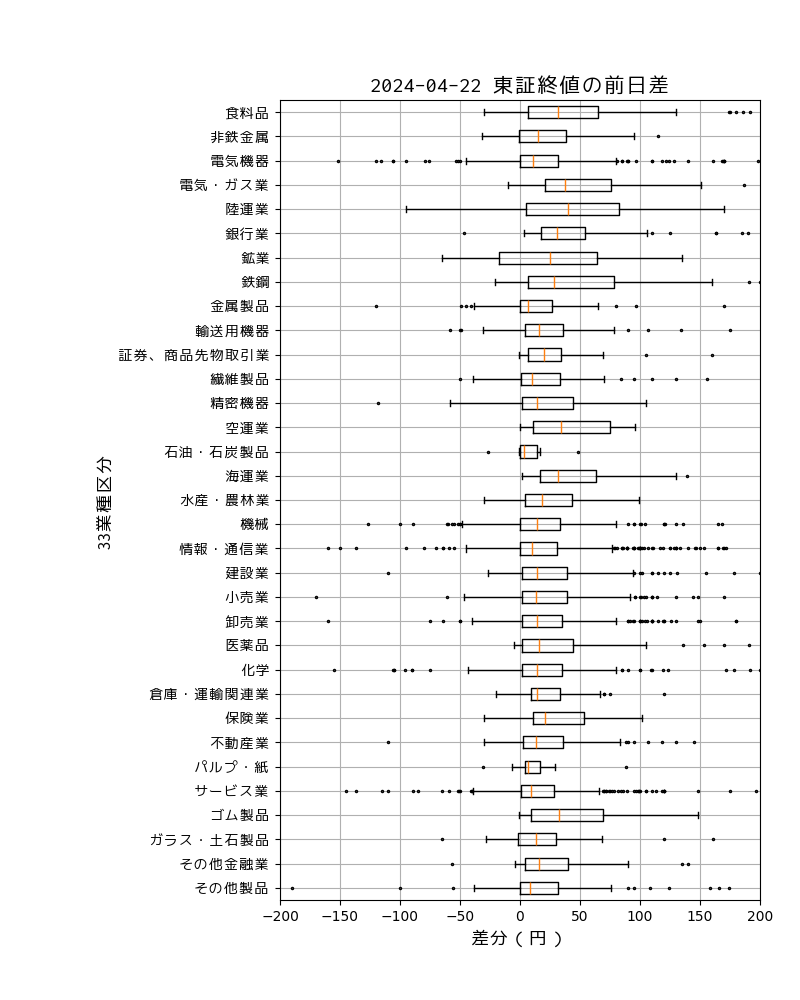 2024-04-22 東証終値の前日差
食料品
非鉄金属
電気機器
電気・ガス業
陸運業
銀行業
鉱業
鉄鋼
金属製品
輸送用機器
証券、商品先物取引業
繊維製品
精密機器
空運業
石油・石炭製品
海運業
水産・農林業
機械
情報・通信業
建設業
小売業
卸売業
医薬品
化学
倉庫・運輸関連業
保険業
不動産業
パルプ・紙
サービス業
ゴム製品
ガラス・土石製品
その他金融業
その他製品
33業種区分
−200 −150 −100 −50 0 50 100 150 200
差分（円）